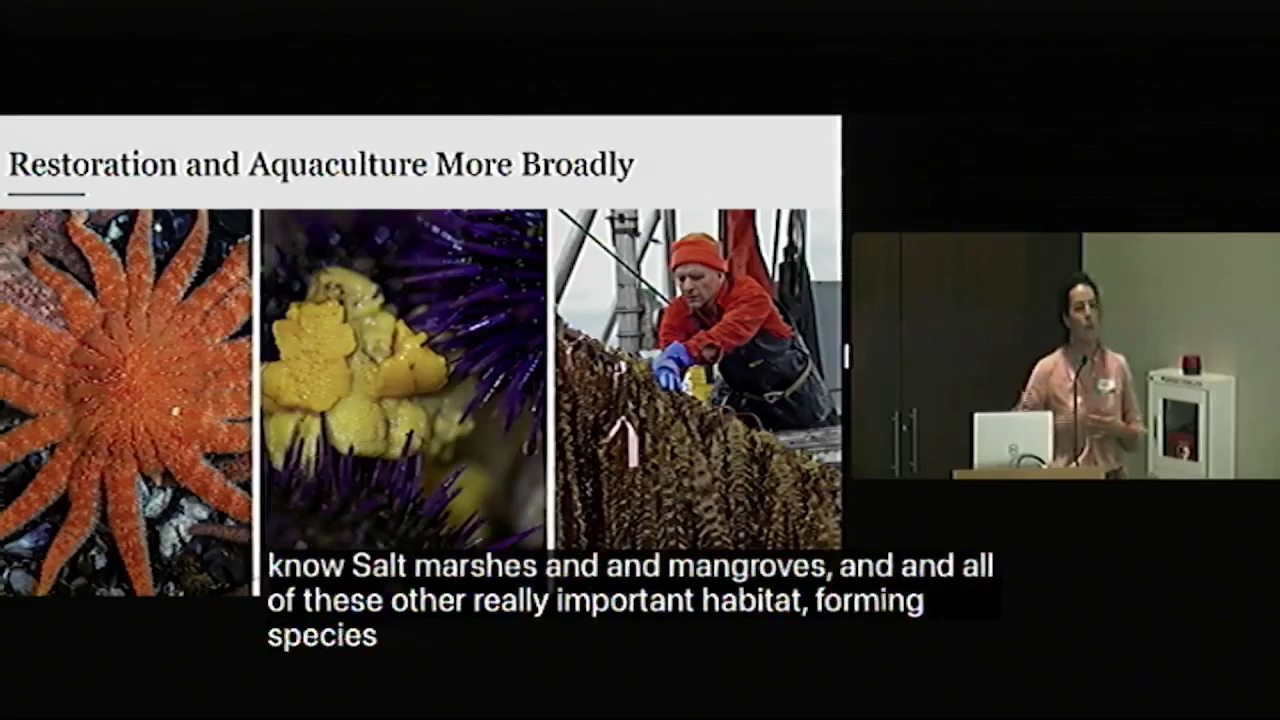 Restoration and Aquaculture More Broadly
know Salt marshes and and mangroves, and and all
of these other really important habitat, forming
species